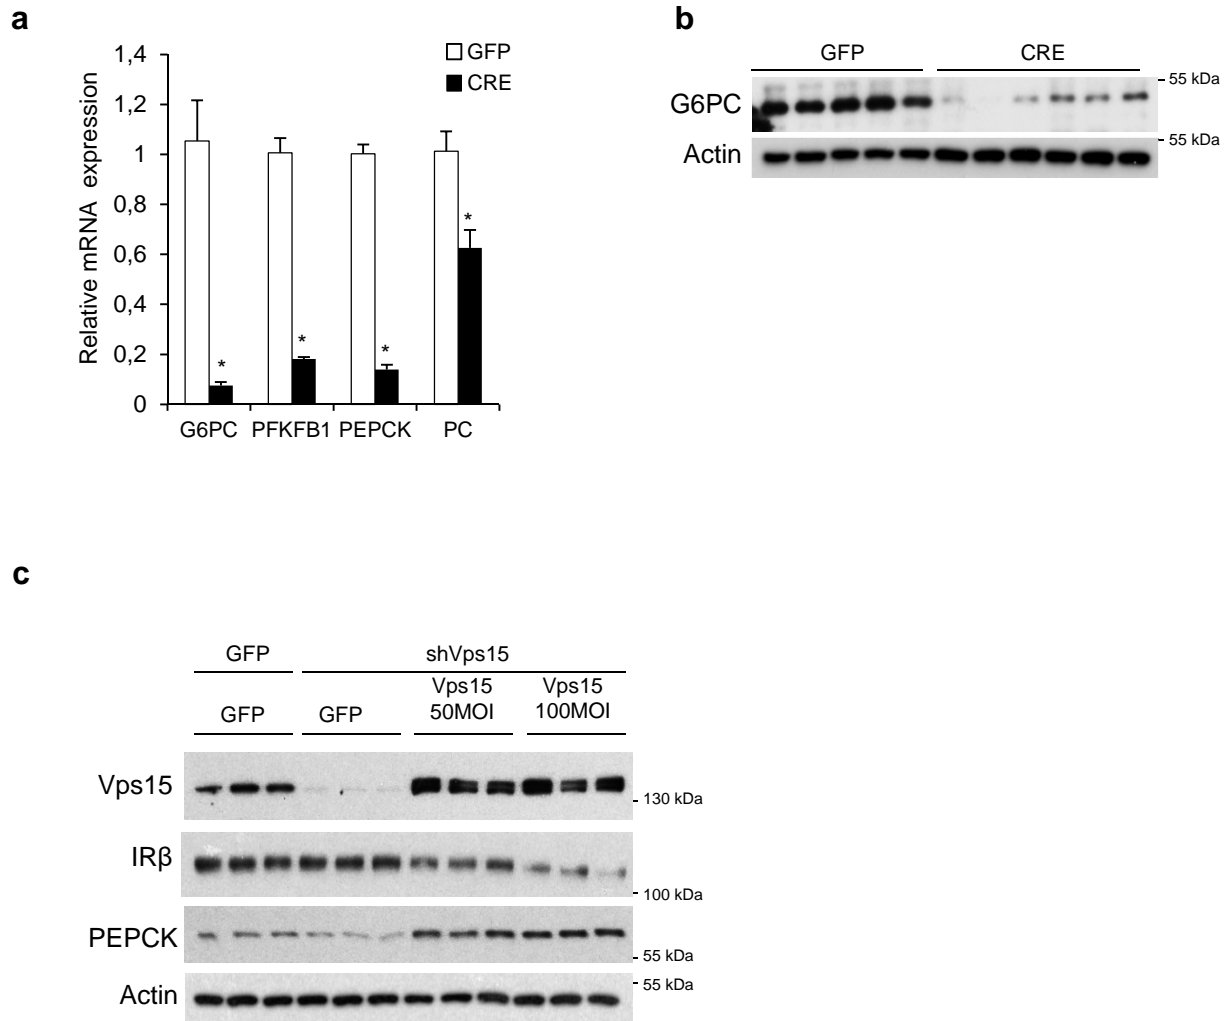 a
1,4
1,2
1
0,8
0,6
0,4
0,2
0
Relative mRNA expression
GFP
CRE
*
*
*
*
G6PC PFKFB1 PEPCK PC
b
GFP CRE
G6PC
55 kDa
Actin
55 kDa
c
GFP shVps15
GFP GFP Vps15 50MOI Vps15 100MOI
Vps15
130 kDa
IRβ
100 kDa
PEPCK
55 kDa
Actin
55 kDa